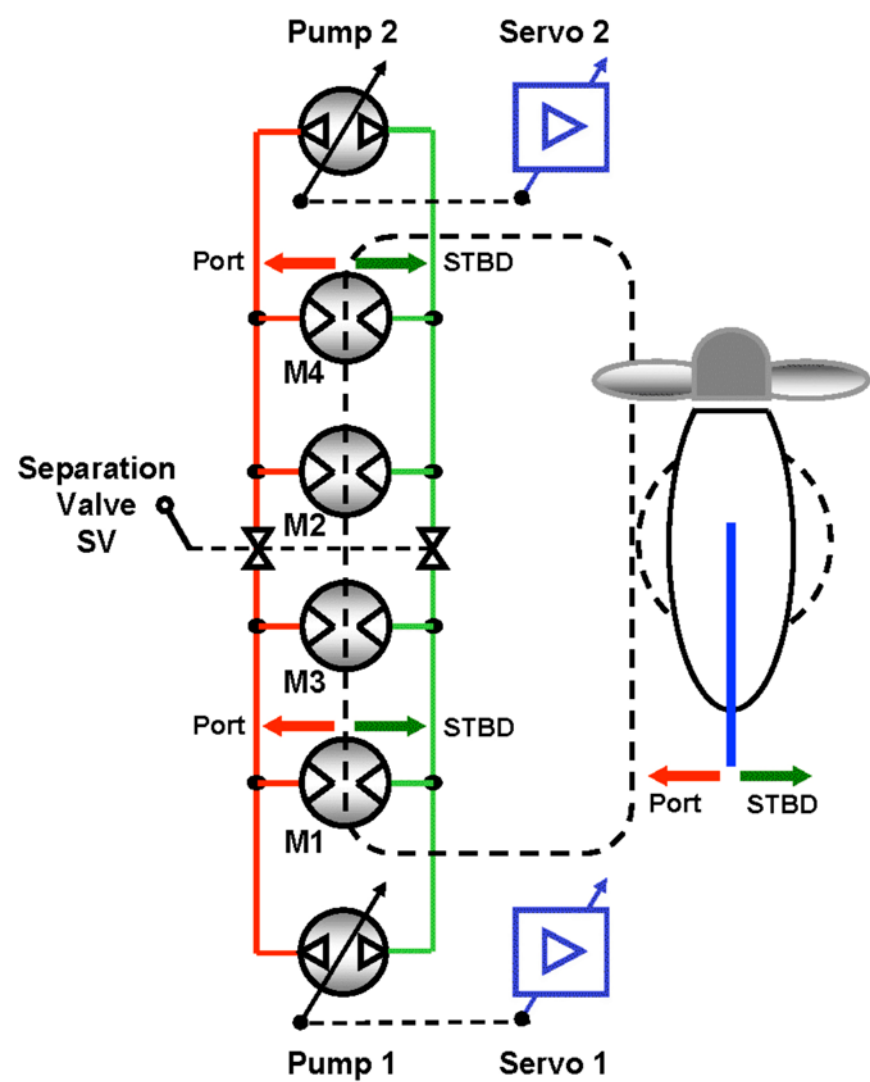 Pump 2
Servo 2
Port
STBD
M4
Separation
Valve
SV
M2
M3
Port
STBD
M1
Port
STBD
Pump 1
Servo 1